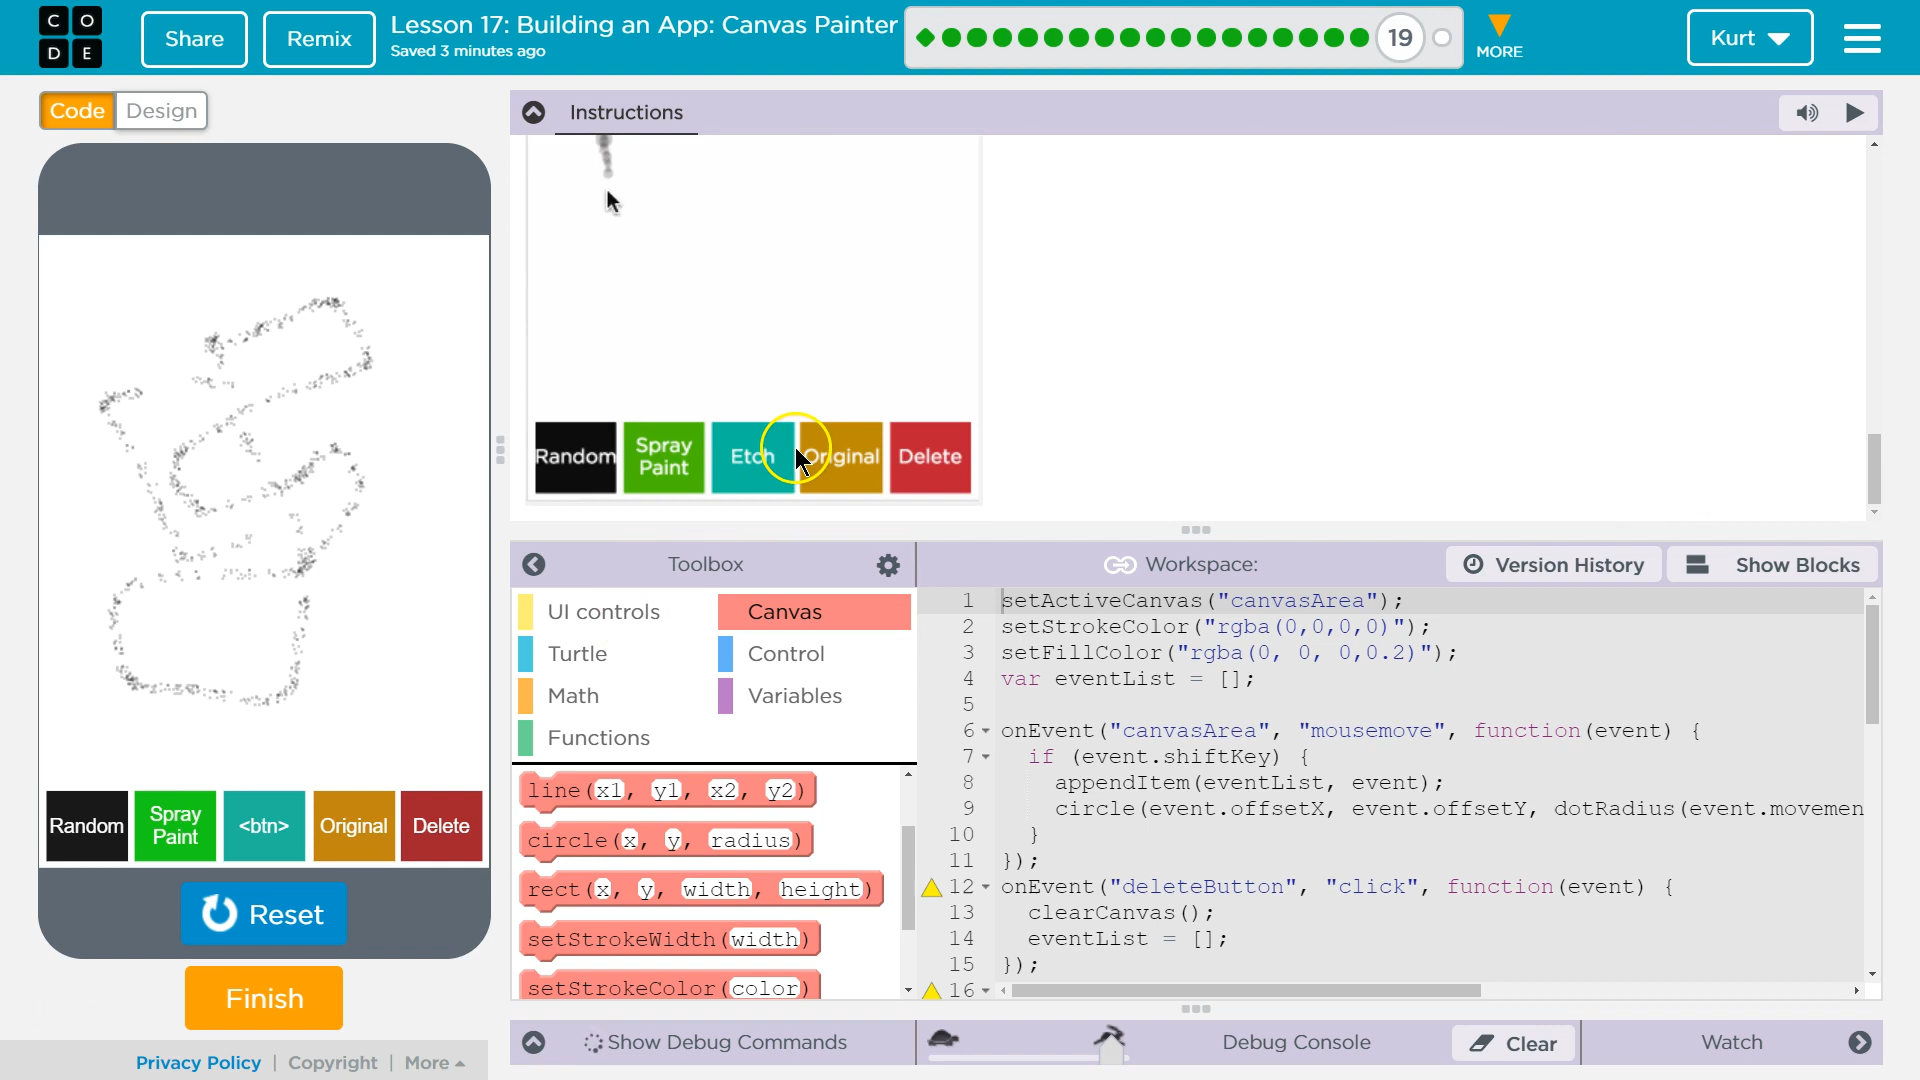 C O
D E
Share
Remix
Lesson 17: Building an App: Canvas Painter
Saved 3 minutes ago
19
MORE
Kurt
Code
Design
Instructions
Random
Spray
Paint
Etch
Original
Delete
Toolbox
Workspace:
Version History
Show Blocks
UI controls
Canvas
Turtle
Control
Math
Variables
Functions
line(x1, y1, x2, y2)
circle(x, y, radius)
rect(x, y, width, height)
setStrokeWidth(width)
setStrokeColor(color)
1 setActiveCanvas("canvasArea");
2 setStrokeColor("rgba(0,0,0,0)");
3 setFillColor("rgba(0, 0, 0,0.2)");
4 var eventList = [];
5
6 onEvent("canvasArea", "mousemove", function(event) {
7 if (event.shiftKey) {
8 appendItem(eventList, event);
9 circle(event.offsetX, event.offsetY, dotRadius(event.movemen
10 }
11 });
12 onEvent("deleteButton", "click", function(event) {
13 clearCanvas();
14 eventList = [];
15 });
16
Random
Spray
Paint
<btn>
Original
Delete
Reset
Finish
Privacy Policy | Copyright | More
Show Debug Commands
Debug Console
Clear
Watch